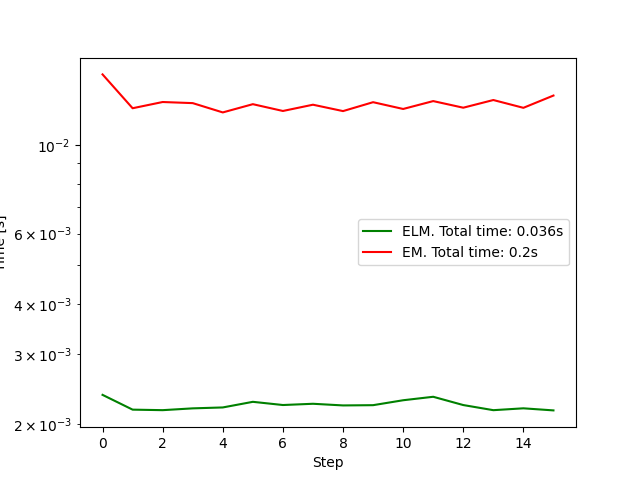 10⁻²
6 × 10⁻³
4 × 10⁻³
3 × 10⁻³
2 × 10⁻³
ELM. Total time: 0.036s
EM. Total time: 0.2s
0 2 4 6 8 10 12 14
Step